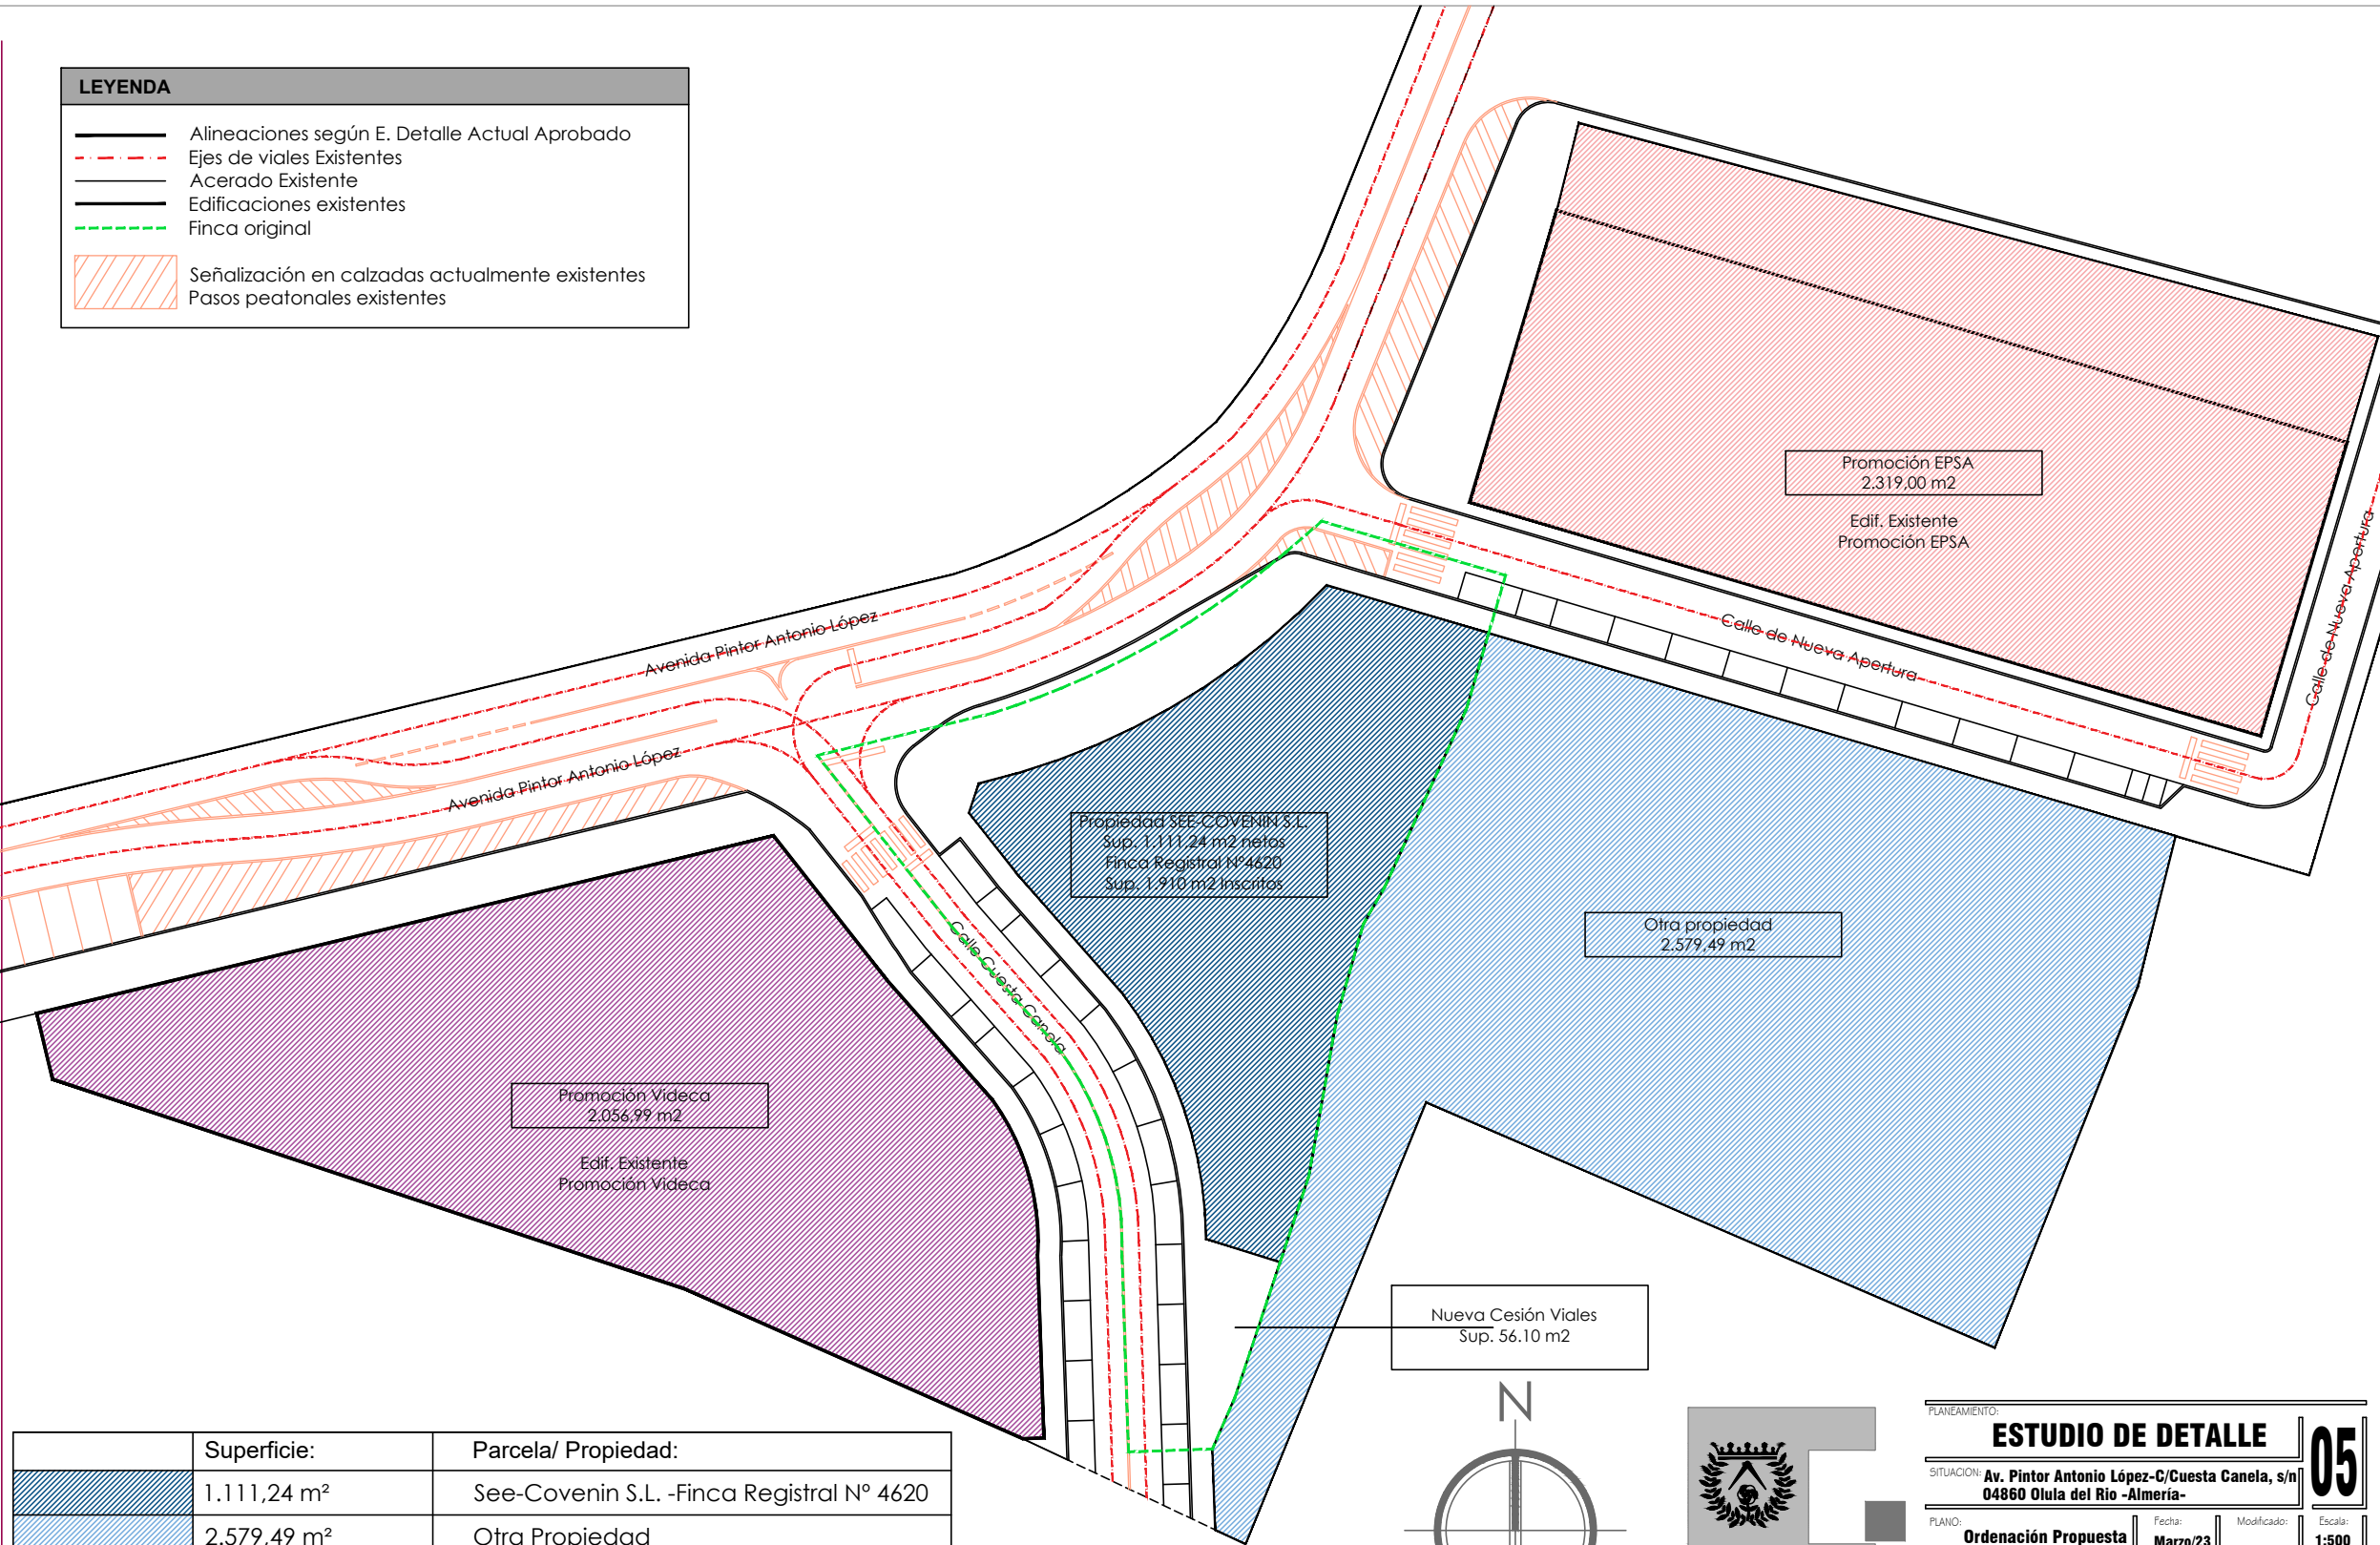 LEYENDA
Alineaciones según E. Detalle Actual Aprobado
Ejes de viales Existentes
Acerado Existente
Edificaciones existentes
Finca original
Señalización en calzadas actualmente existentes
Pasos peatonales existentes
Promoción EPSA
2.319,00 m2
Edif. Existente
Promoción EPSA
Calle de Nueva Apertura
Calle de Nueva Apertura
Avenida Pintor Antonio López
Avenida Pintor Antonio López
Propiedad SEE-COVENIN S.L.
Sup. 1.111,24 m2 netos
Finca Registral Nº4620
Sup. 1.910 m2 Inscritos
Otra propiedad
2.579,49 m2
Calle Cuesta Canela
Promoción Videca
2.056,99 m2
Edif. Existente
Promoción Videca
Nueva Cesión Viales
Sup. 56.10 m2
N
Superficie:
Parcela/ Propiedad:
1.111,24 m²
See-Covenin S.L. -Finca Registral Nº 4620
2.579,49 m²
Otra Propiedad
PLANEAMIENTO:
ESTUDIO DE DETALLE
05
SITUACION: Av. Pintor Antonio López-C/Cuesta Canela, s/n
04860 Olula del Rio -Almería-
PLANO:
Ordenación Propuesta
Fecha:
Marzo/23
Modificado:
Escala:
1:500